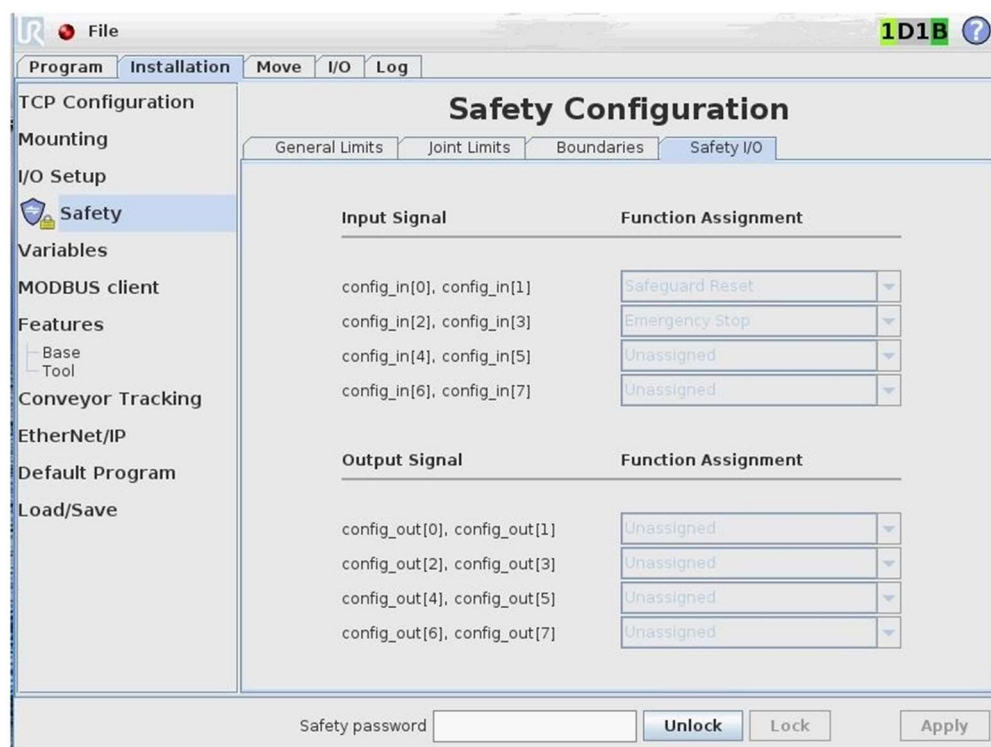 UR File 1D1B ?
Program Installation Move I/O Log
TCP Configuration
Mounting
I/O Setup
Safety
Variables
MODBUS client
Features
Base
Tool
Conveyor Tracking
EtherNet/IP
Default Program
Load/Save
Safety Configuration
General Limits Joint Limits Boundaries Safety I/O
Input Signal Function Assignment
config_in[0], config_in[1] Safeguard Reset
config_in[2], config_in[3] Emergency Stop
config_in[4], config_in[5] Unassigned
config_in[6], config_in[7] Unassigned
Output Signal Function Assignment
config_out[0], config_out[1] Unassigned
config_out[2], config_out[3] Unassigned
config_out[4], config_out[5] Unassigned
config_out[6], config_out[7] Unassigned
Safety password Unlock Lock Apply